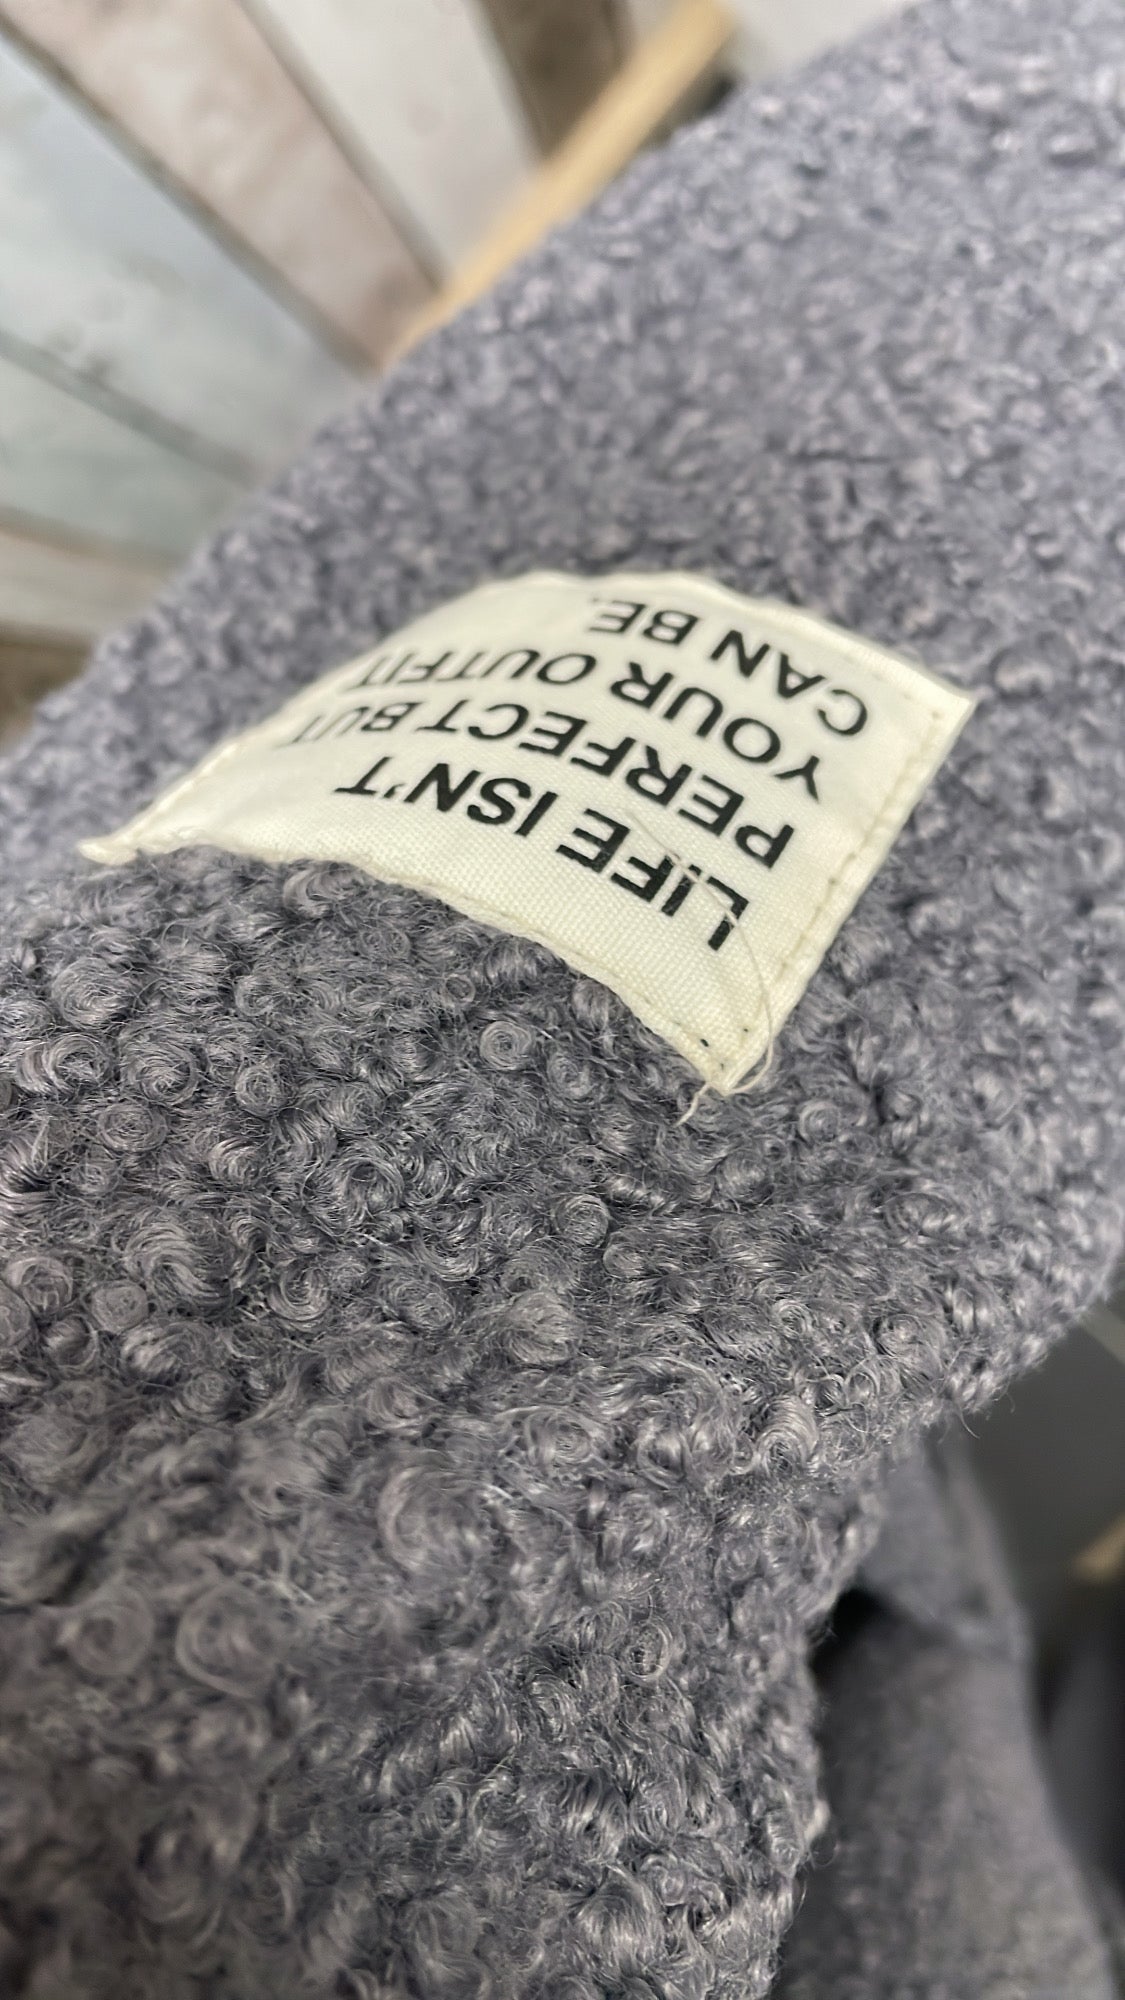 LIFE ISN'T
PERFECT BUT
YOUR OUTFIT
CAN BE.